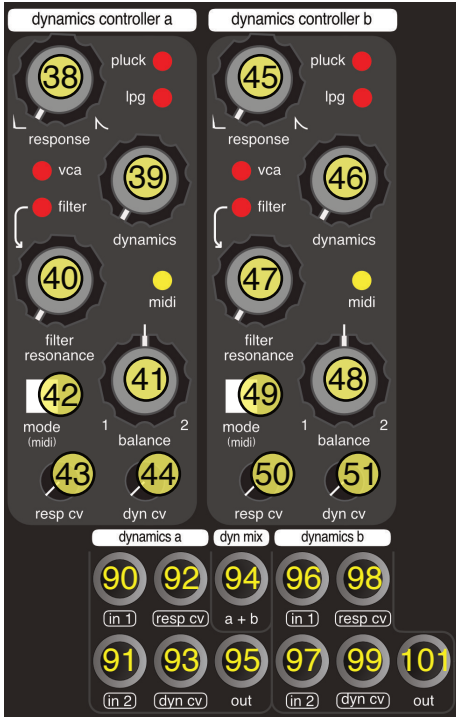 dynamics controller a dynamics controller b
38 pluck 45 pluck
lpg lpg
response response
vca 39 vca 46
filter filter
dynamics dynamics
40 47
midi midi
filter resonance filter resonance
41 48
42 49
mode (midi) 1 2 mode (midi) 1 2
balance balance
43 44 50 51
resp cv dyn cv resp cv dyn cv
dynamics a dyn mix dynamics b
90 92 94 96 98
in 1 resp cv a + b in 1 resp cv
91 93 95 97 99 101
in 2 dyn cv out in 2 dyn cv out